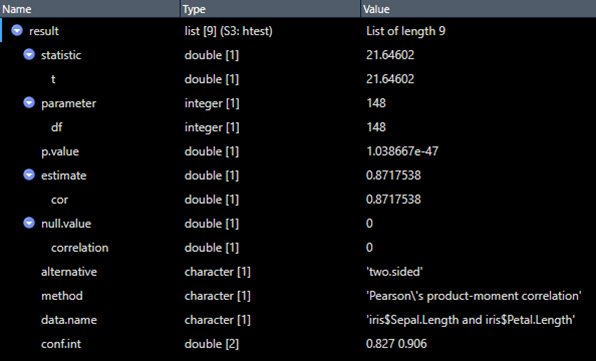 Name Type Value
result list [9] (S3: htest) List of length 9
statistic double [1] 21.64602
t double [1] 21.64602
parameter integer [1] 148
df integer [1] 148
p.value double [1] 1.038667e-47
estimate double [1] 0.8717538
cor double [1] 0.8717538
null.value double [1] 0
correlation double [1] 0
alternative character [1] 'two.sided'
method character [1] 'Pearson\'s product-moment correlation'
data.name character [1] 'iris$Sepal.Length and iris$Petal.Length'
conf.int double [2] 0.827 0.906